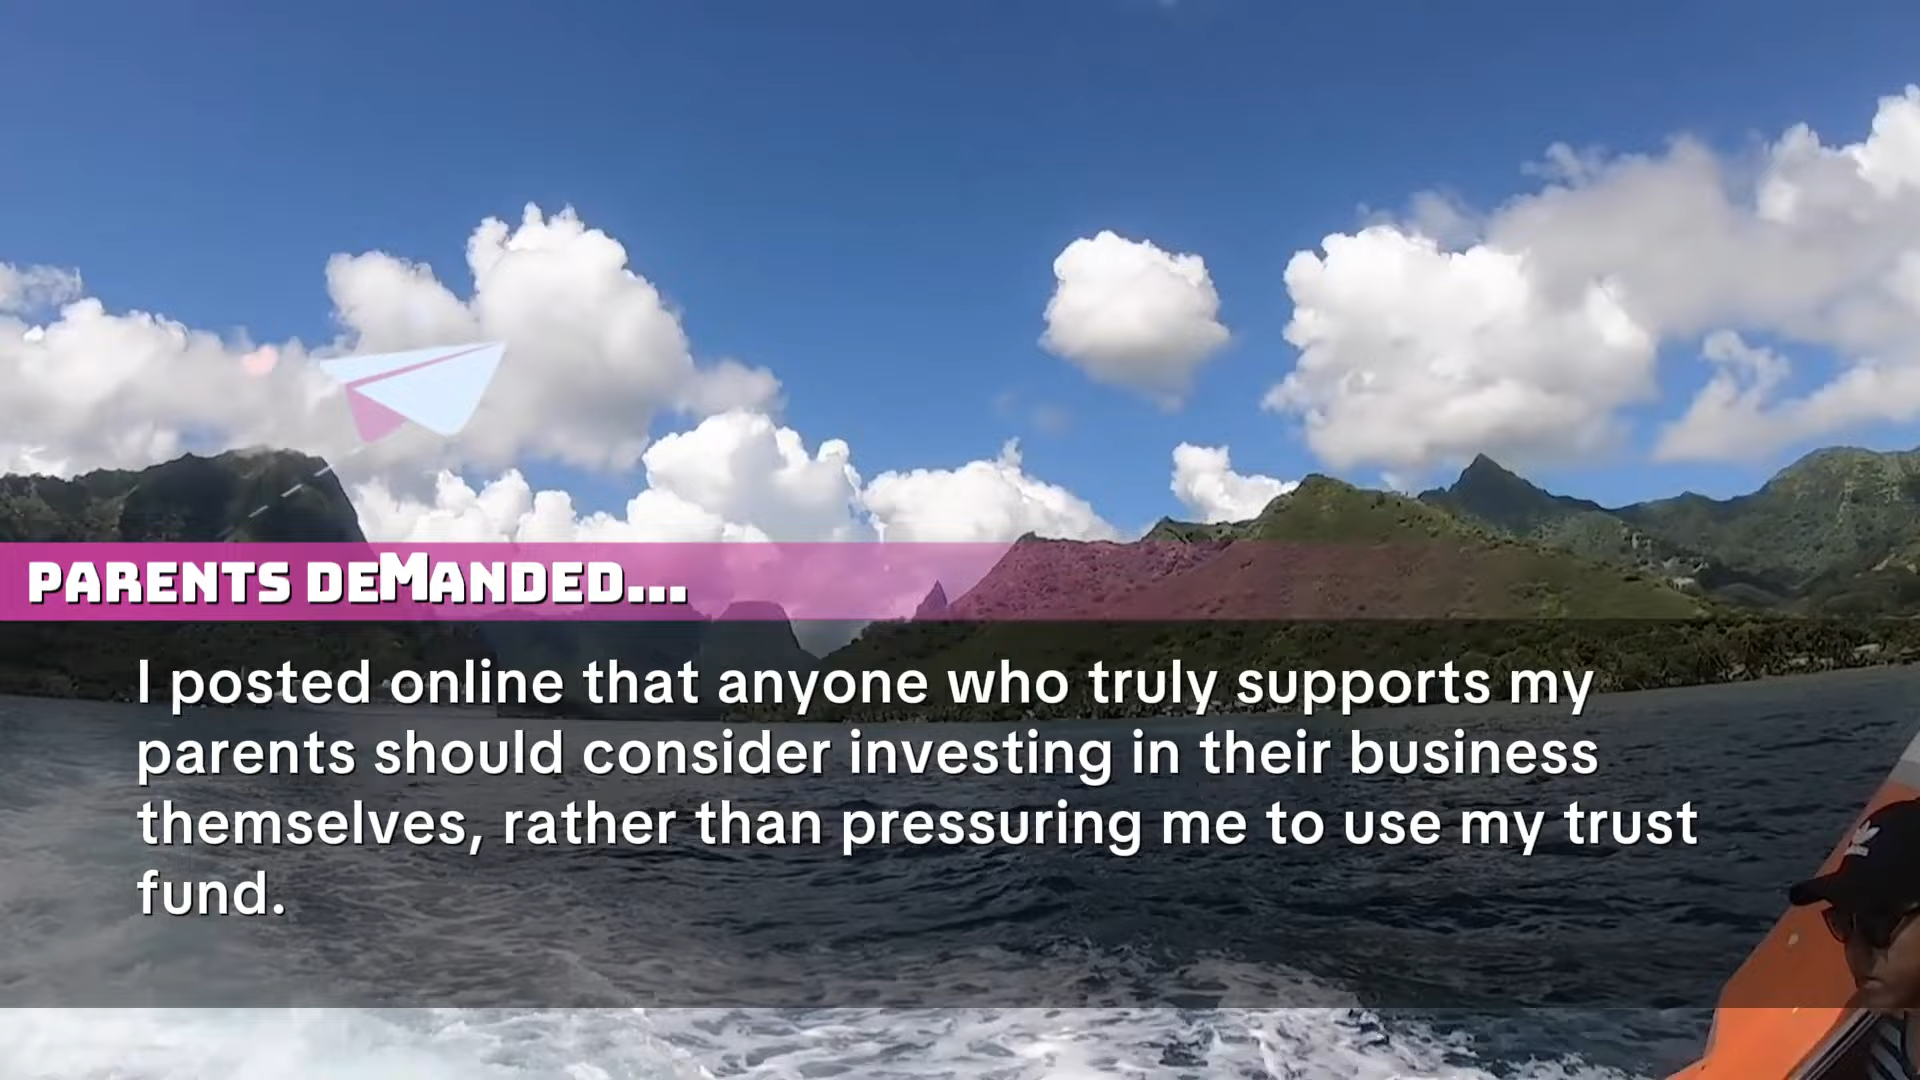 PARENTS DEMANDED...
I posted online that anyone who truly supports my
parents should consider investing in their business
themselves, rather than pressuring me to use my trust
fund.